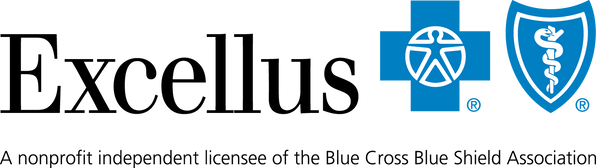 Excellus ® ®
A nonprofit independent licensee of the Blue Cross Blue Shield Association